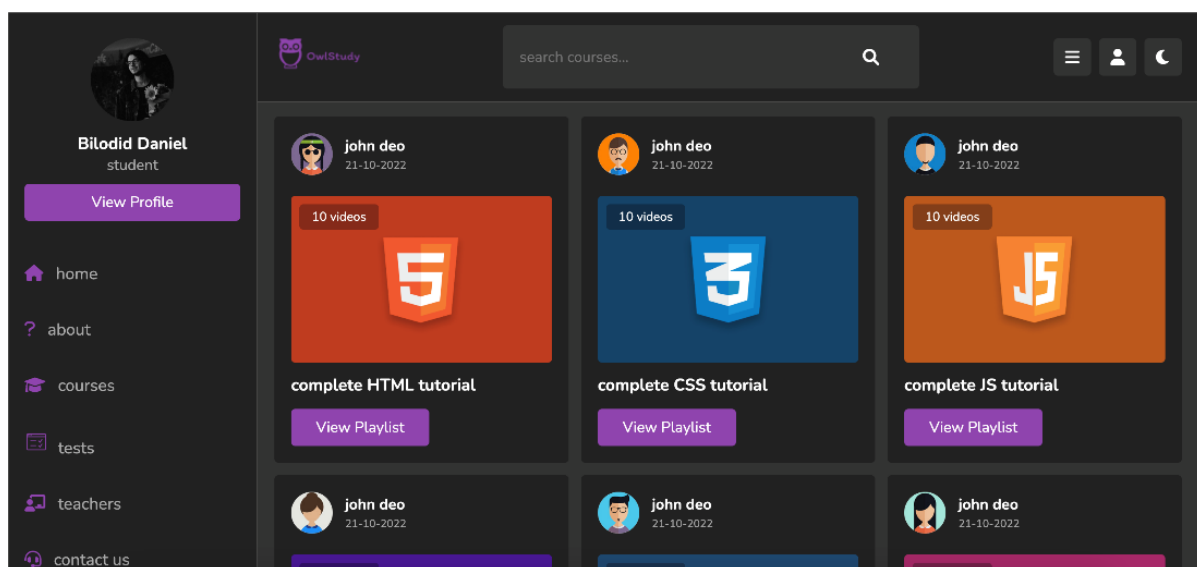 Bilodid Daniel
student
View Profile
home
? about
courses
tests
teachers
contact us
OwlStudy
search courses...
john deo
21-10-2022
10 videos
5
complete HTML tutorial
View Playlist
john deo
21-10-2022
10 videos
3
complete CSS tutorial
View Playlist
john deo
21-10-2022
10 videos
JS
complete JS tutorial
View Playlist
john deo
21-10-2022
john deo
21-10-2022
john deo
21-10-2022